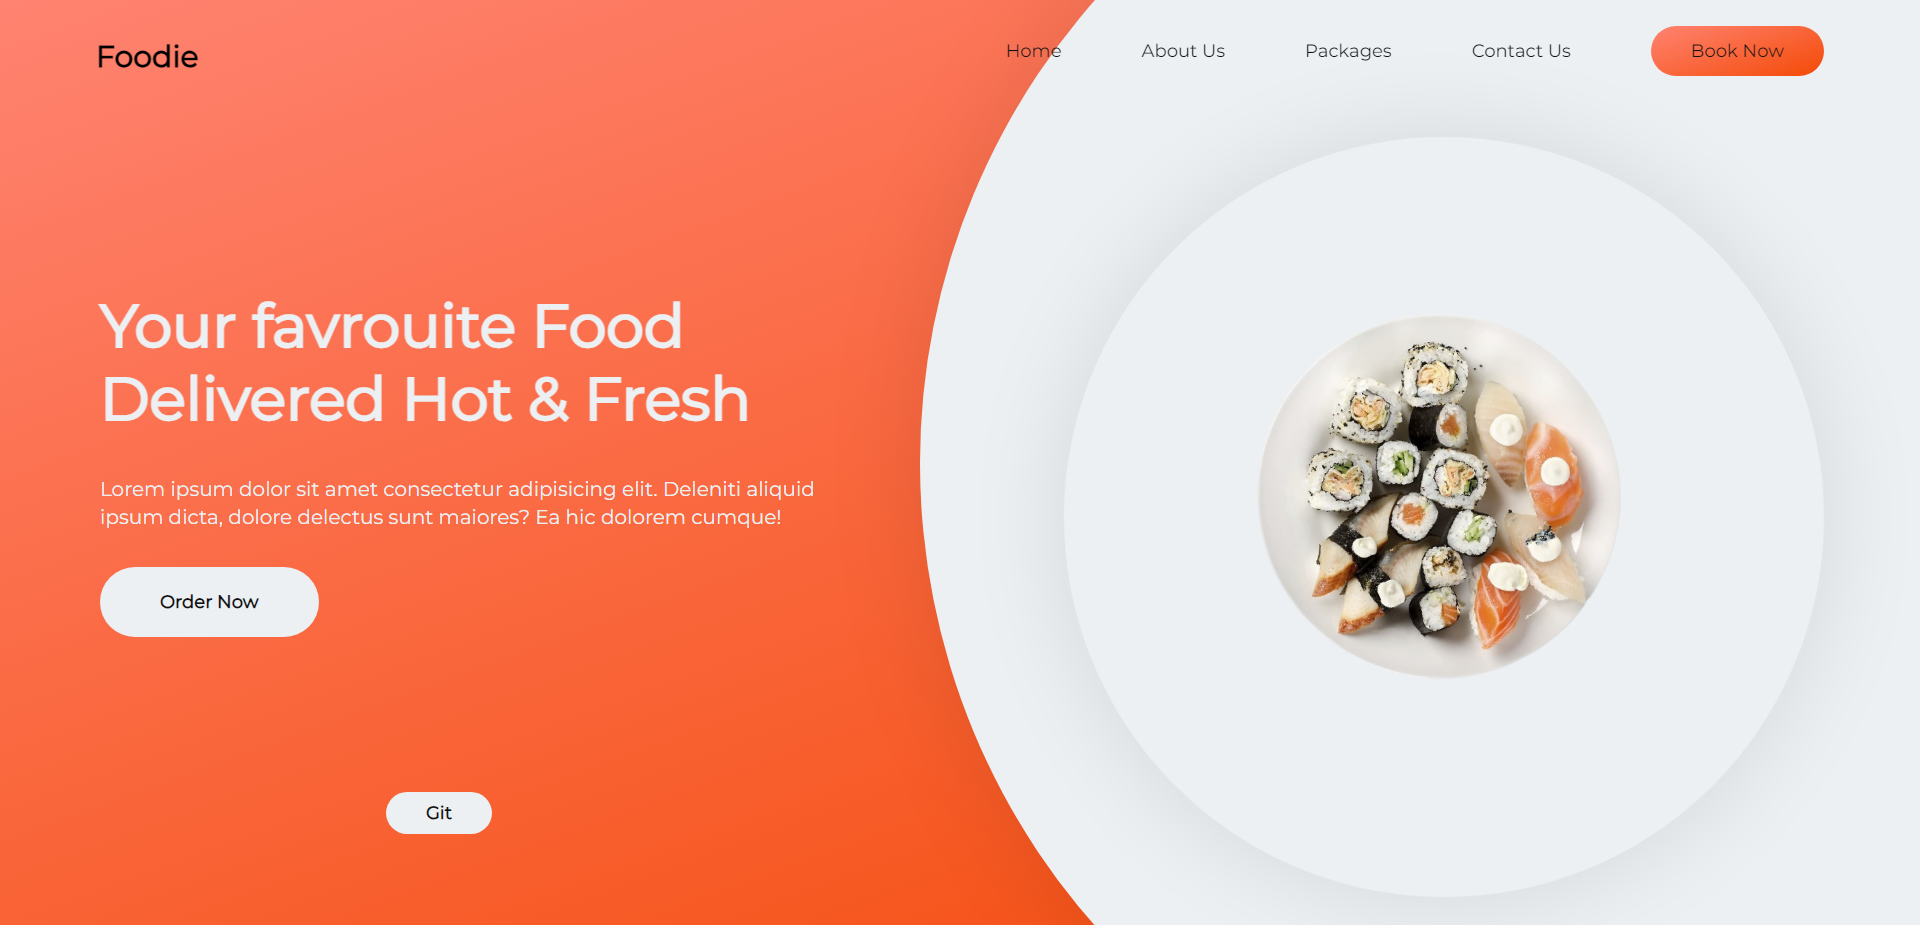 Foodie
Home
About Us
Packages
Contact Us
Book Now
Your favrouite Food
Delivered Hot & Fresh
Lorem ipsum dolor sit amet consectetur adipisicing elit. Deleniti aliquid
ipsum dicta, dolore delectus sunt maiores? Ea hic dolorem cumque!
Order Now
Git